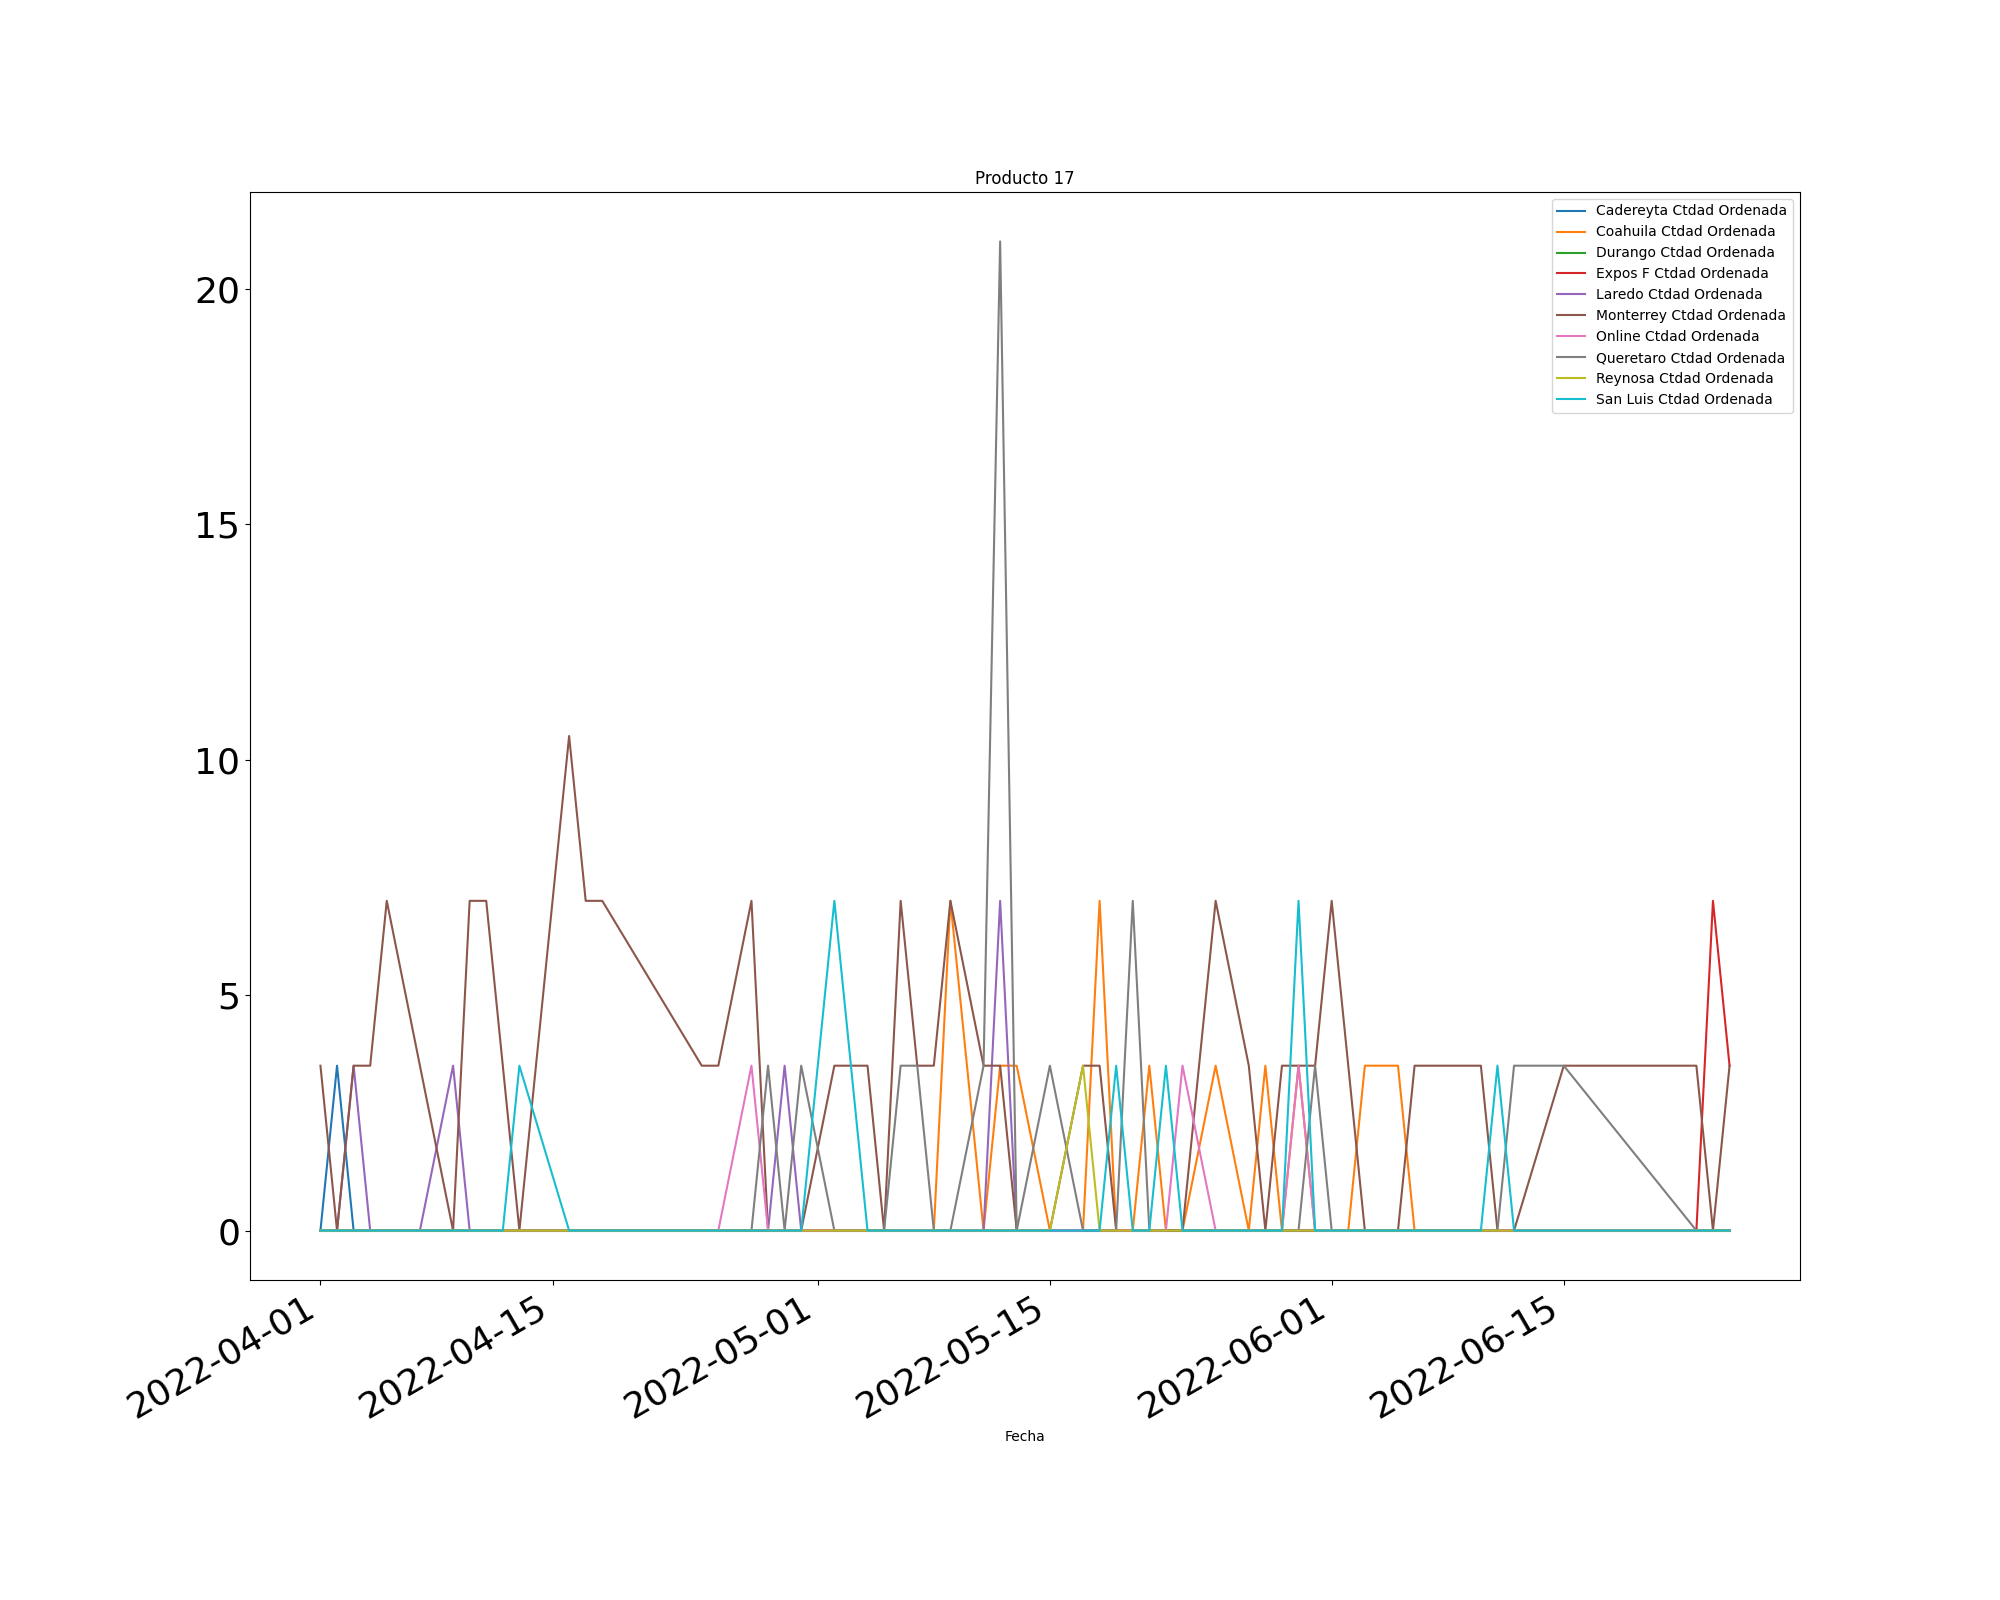 Producto 17
Cadereyta Ctdad Ordenada
Coahuila Ctdad Ordenada
Durango Ctdad Ordenada
Expos F Ctdad Ordenada
Laredo Ctdad Ordenada
Monterrey Ctdad Ordenada
Online Ctdad Ordenada
Queretaro Ctdad Ordenada
Reynosa Ctdad Ordenada
San Luis Ctdad Ordenada
20
15
10
5
0
2022-04-01
2022-04-15
2022-05-01
2022-05-15
2022-06-01
2022-06-15
Fecha